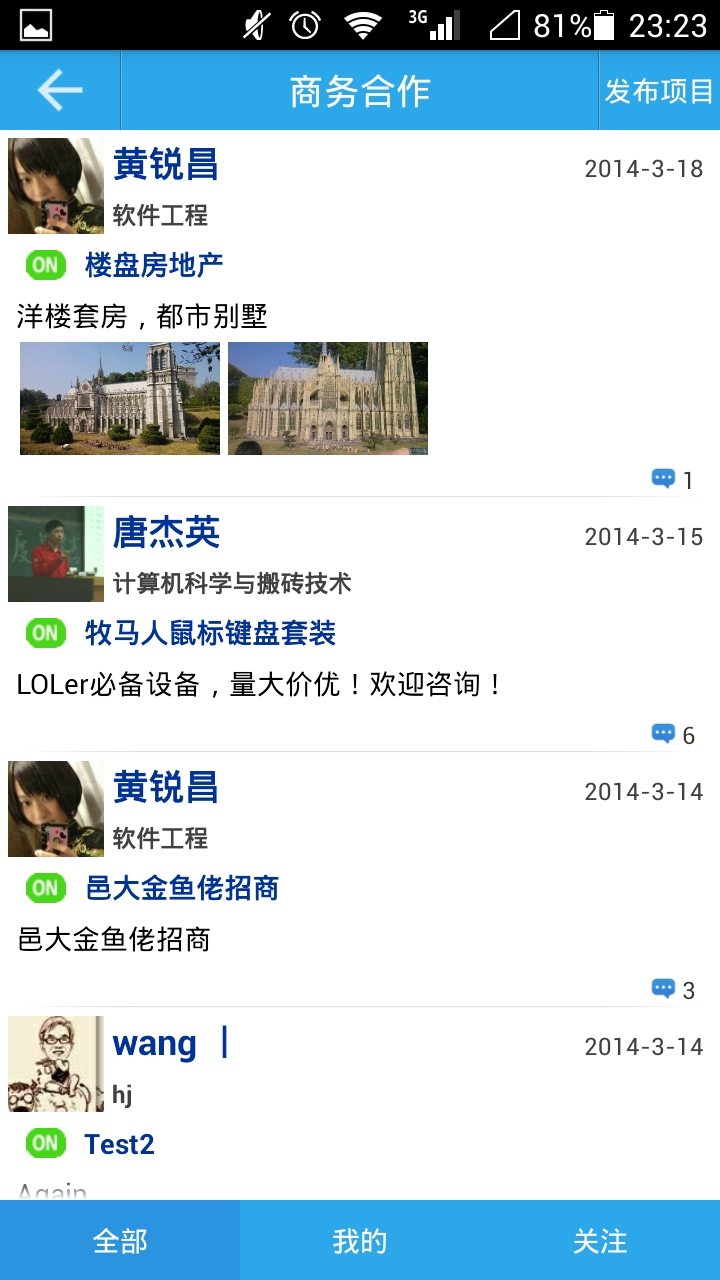 3G 81% 23:23
商务合作 发布项目
黄锐昌 2014-3-18
软件工程
ON 楼盘房地产
洋楼套房，都市别墅
1
唐杰英 2014-3-15
计算机科学与搬砖技术
ON 牧马人鼠标键盘套装
LOLer必备设备，量大价优！欢迎咨询！
6
黄锐昌 2014-3-14
软件工程
ON 邑大金鱼佬招商
邑大金鱼佬招商
3
wang 丨 2014-3-14
hj
ON Test2
Again
全部 我的 关注